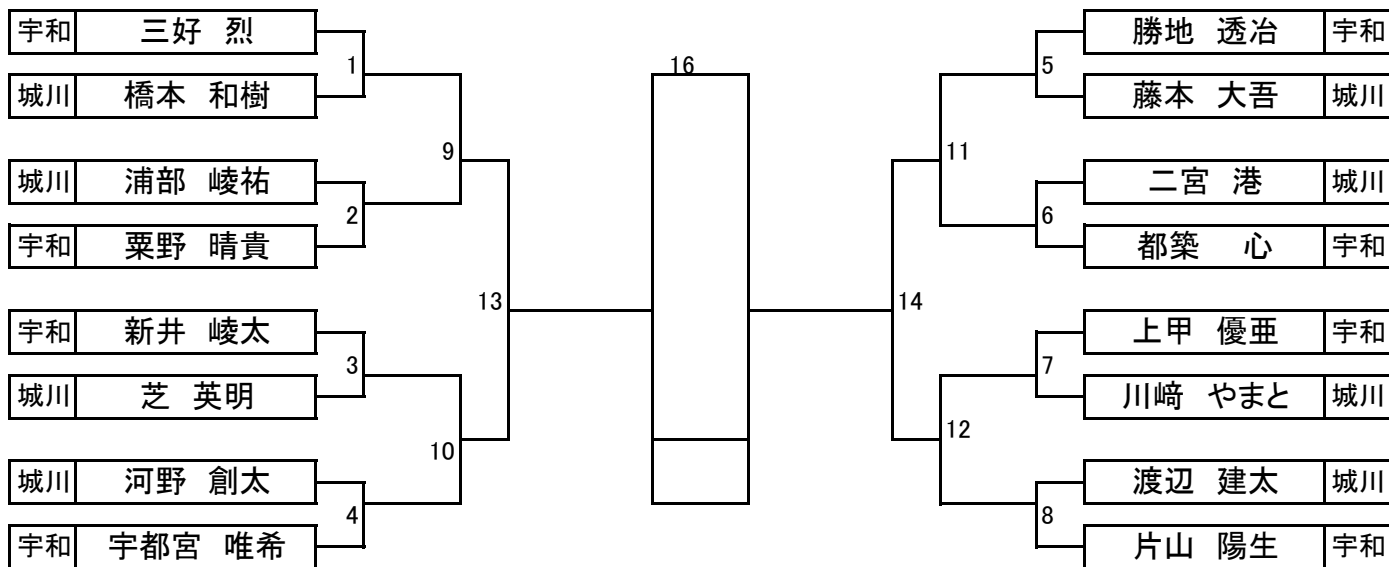 宇和 三好 烈
1
城川 橋本 和樹
9
城川 浦部 崚祐
2
宇和 粟野 晴貴
13
宇和 新井 崚太
3
城川 芝 英明
10
城川 河野 創太
4
宇和 宇都宮 唯希
16
勝地 透冶 宇和
5
藤本 大吾 城川
11
二宮 港 城川
6
都築 心 宇和
14
上甲 優亜 宇和
7
川﨑 やまと 城川
12
渡辺 建太 城川
8
片山 陽生 宇和